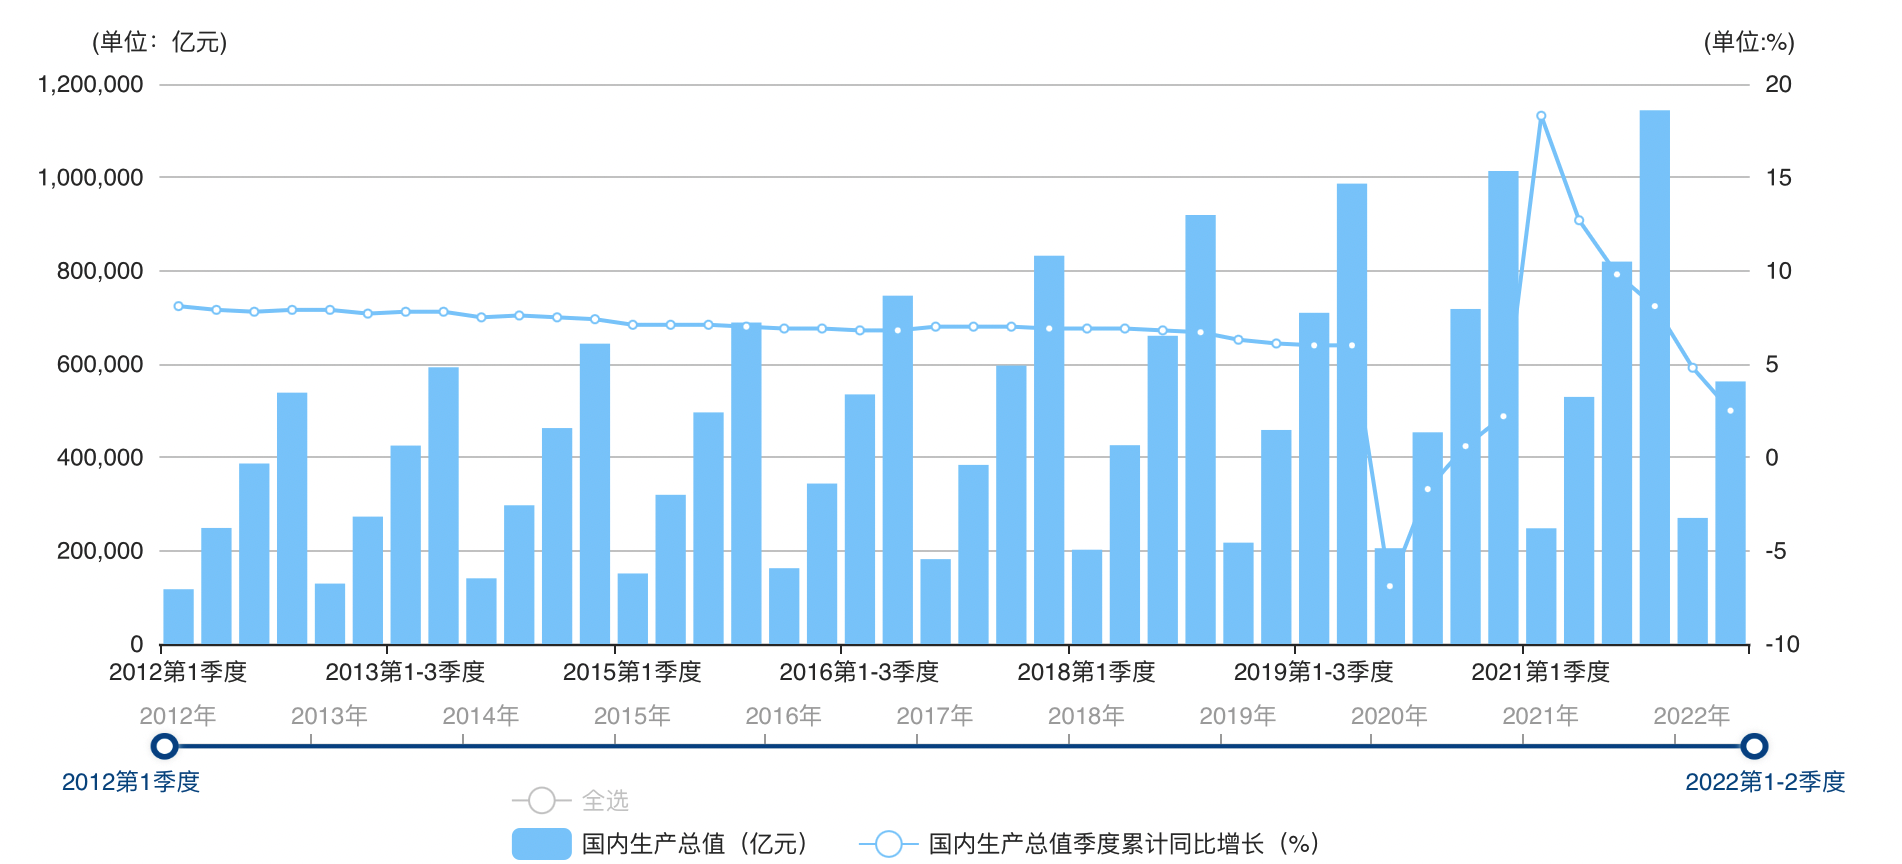 (单位：亿元) (单位:%)
1,200,000 20
1,000,000 15
800,000 10
600,000 5
400,000 0
200,000 -5
0 -10
2012第1季度 2013第1-3季度 2015第1季度 2016第1-3季度 2018第1季度 2019第1-3季度 2021第1季度
2012年 2013年 2014年 2015年 2016年 2017年 2018年 2019年 2020年 2021年 2022年
2012第1季度 2022第1-2季度
全选
国内生产总值（亿元） 国内生产总值季度累计同比增长（%）